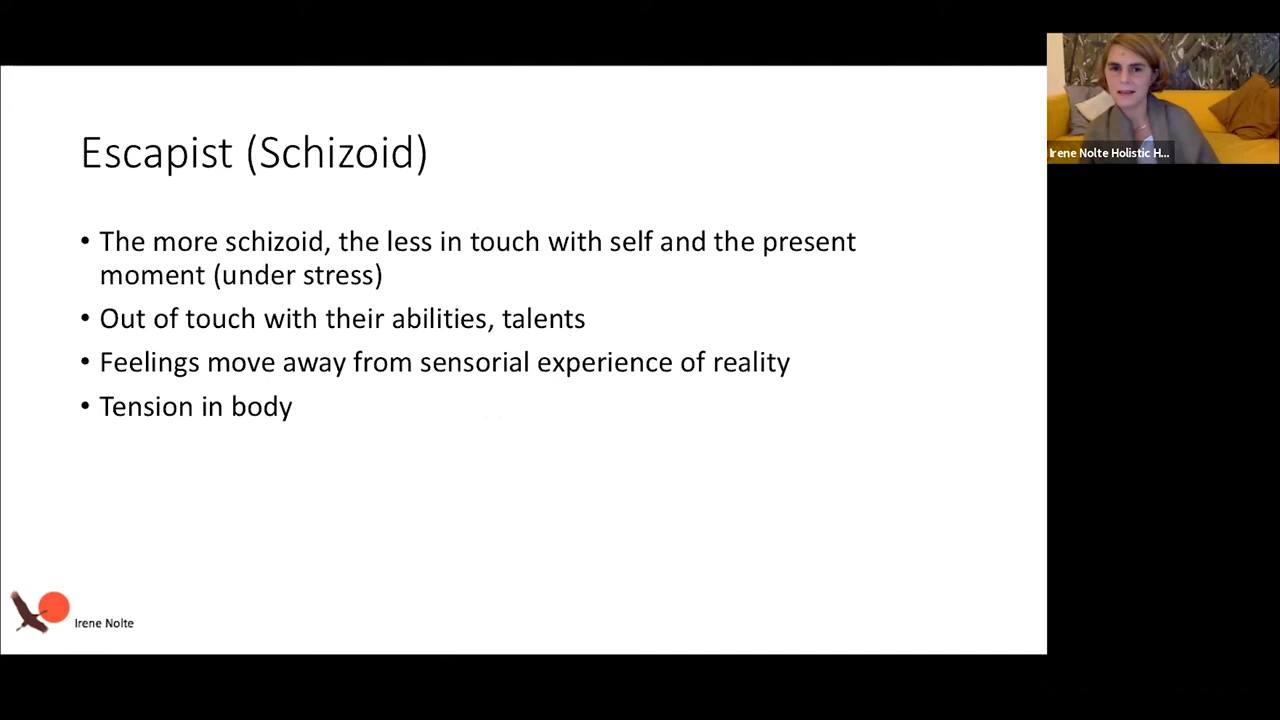 Escapist (Schizoid)
• The more schizoid, the less in touch with self and the present
moment (under stress)
• Out of touch with their abilities, talents
• Feelings move away from sensorial experience of reality
• Tension in body
Irene Nolte
Irene Nolte Holistic H...